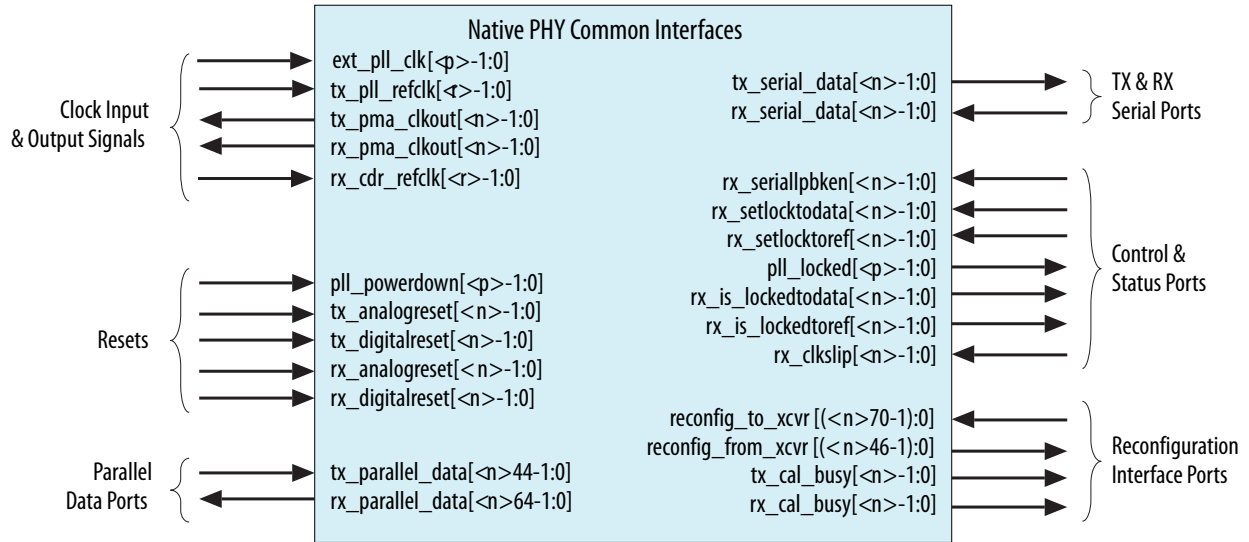 Native PHY Common Interfaces
Clock Input
& Output Signals
ext_pll_clk[<p>-1:0]
tx_pll_refclk[<r>-1:0]
tx_pma_clkout[<n>-1:0]
rx_pma_clkout[<n>-1:0]
rx_cdr_refclk[<r>-1:0]
Resets
pll_powerdown[<p>-1:0]
tx_analogreset[<n>-1:0]
tx_digitalreset[<n>-1:0]
rx_analogreset[<n>-1:0]
rx_digitalreset[<n>-1:0]
Parallel
Data Ports
tx_parallel_data[<n>44-1:0]
rx_parallel_data[<n>64-1:0]
tx_serial_data[<n>-1:0]
rx_serial_data[<n>-1:0]
TX & RX
Serial Ports
rx_seriallpbken[<n>-1:0]
rx_setlocktodata[<n>-1:0]
rx_setlocktoref[<n>-1:0]
pll_locked[<p>-1:0]
rx_is_lockedtodata[<n>-1:0]
rx_is_lockedtoref[<n>-1:0]
rx_clkslip[<n>-1:0]
Control &
Status Ports
reconfig_to_xcvr [(<n>70-1):0]
reconfig_from_xcvr [(<n>46-1):0]
tx_cal_busy[<n>-1:0]
rx_cal_busy[<n>-1:0]
Reconfiguration
Interface Ports